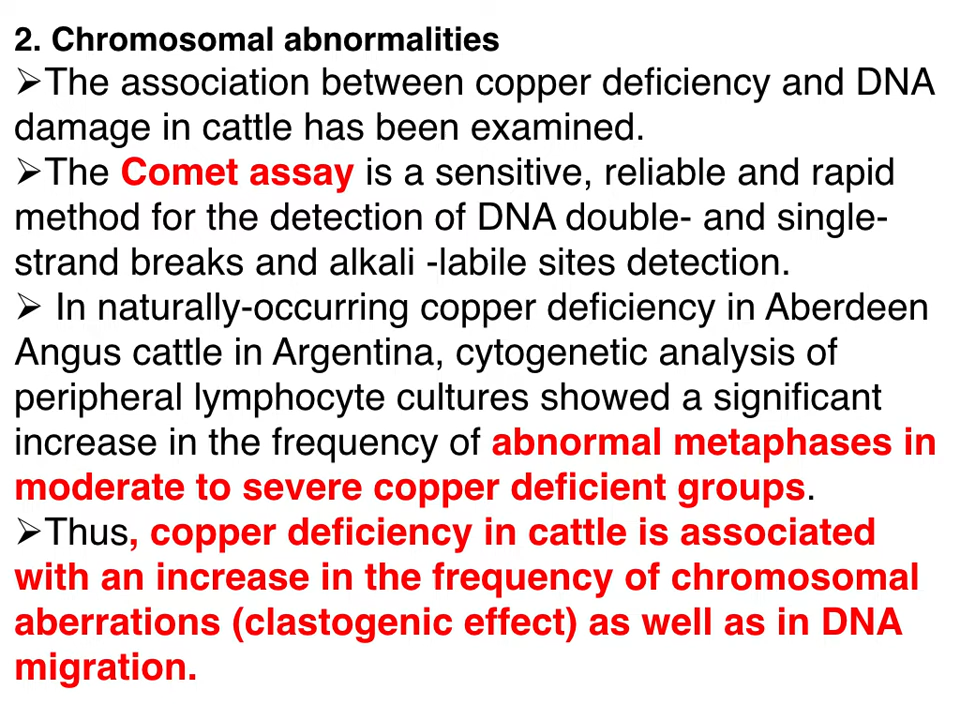 2. Chromosomal abnormalities
➢The association between copper deficiency and DNA
damage in cattle has been examined.
➢The Comet assay is a sensitive, reliable and rapid
method for the detection of DNA double- and single-
strand breaks and alkali -labile sites detection.
➢ In naturally-occurring copper deficiency in Aberdeen
Angus cattle in Argentina, cytogenetic analysis of
peripheral lymphocyte cultures showed a significant
increase in the frequency of abnormal metaphases in
moderate to severe copper deficient groups.
➢Thus, copper deficiency in cattle is associated
with an increase in the frequency of chromosomal
aberrations (clastogenic effect) as well as in DNA
migration.